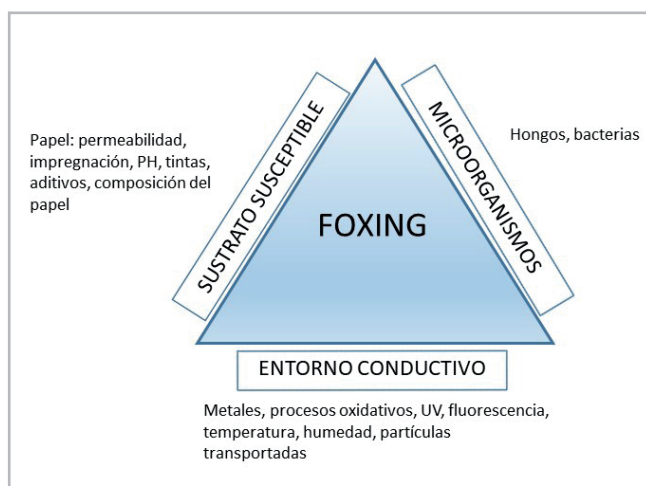 Papel: permeabilidad,
impregnación, PH, tintas,
aditivos, composición del
papel
SUSTRATO SUSCEPTIBLE
FOXING
MICROORGANISMOS
Hongos, bacterias
ENTORNO CONDUCTIVO
Metales, procesos oxidativos, UV, fluorescencia,
temperatura, humedad, partículas
transportadas